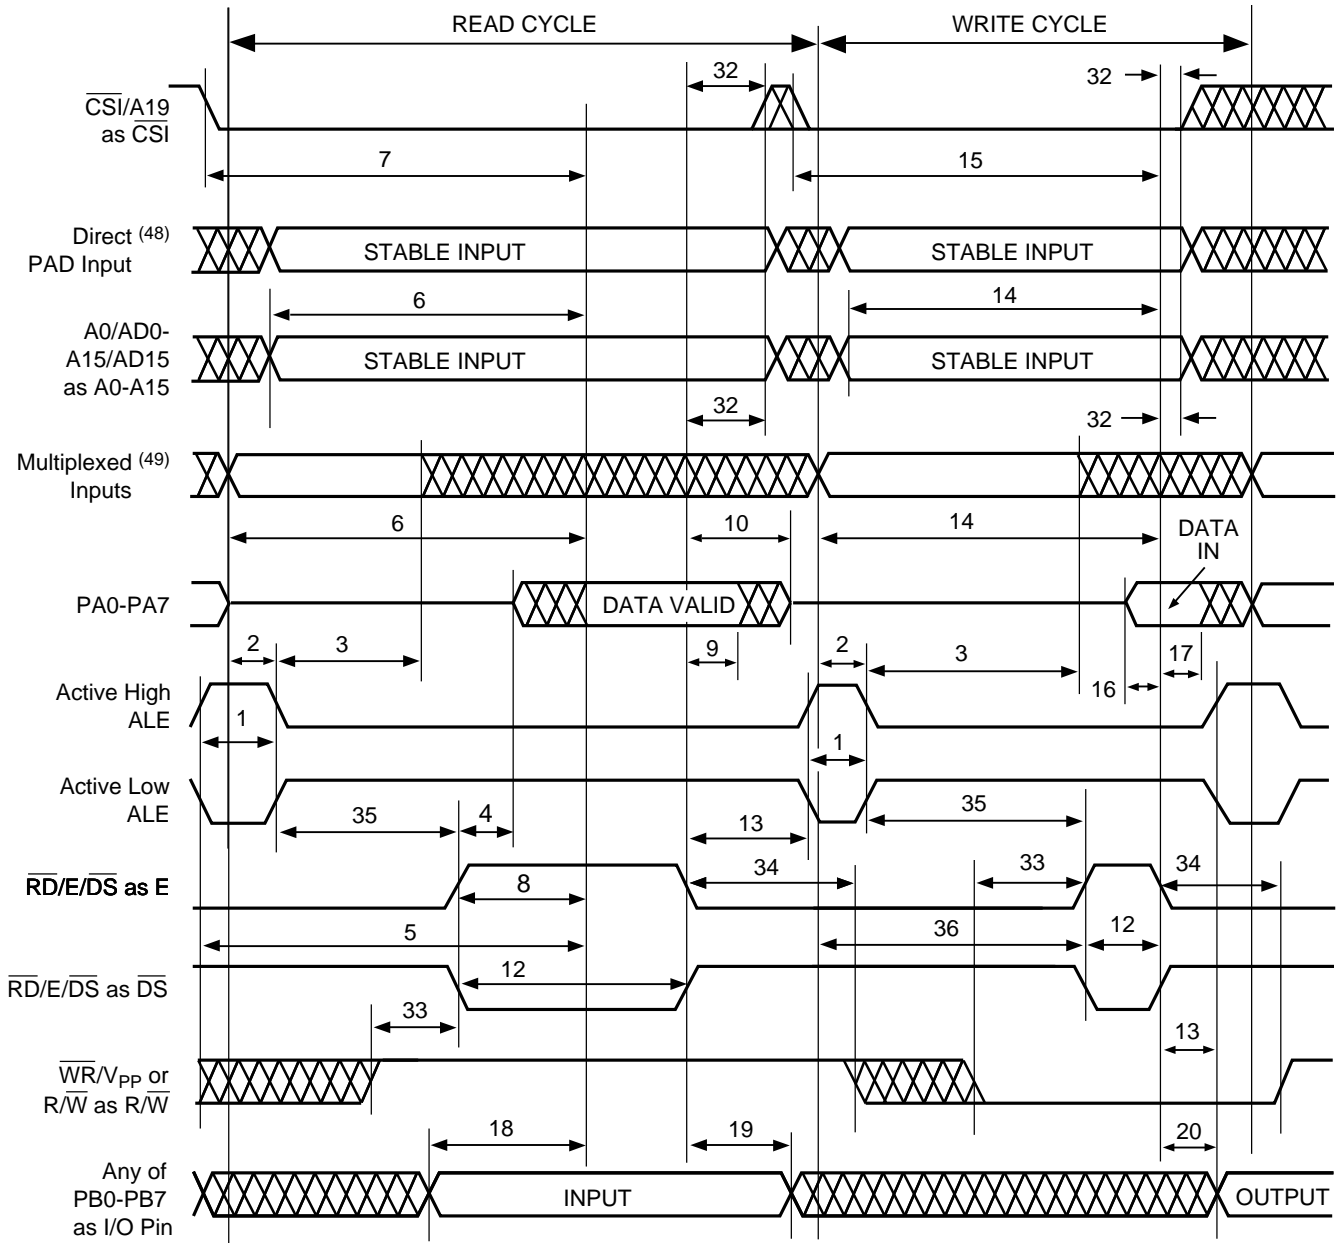 READ CYCLE
WRITE CYCLE
32
32
CSI/A19
as CSI
7
15
Direct (48)
PAD Input
STABLE INPUT
STABLE INPUT
6
14
A0/AD0-
A15/AD15
as A0-A15
STABLE INPUT
STABLE INPUT
32
32
Multiplexed (49)
Inputs
6
10
14
DATA
IN
PA0-PA7
DATA VALID
2
3
9
2
3
17
16
Active High
ALE
1
1
Active Low
ALE
35
4
13
35
34
33
34
RD/E/DS as E
8
5
36
12
12
RD/E/DS as DS
33
13
WR/VPP or
R/W as R/W
18
19
20
Any of
PB0-PB7
as I/O Pin
INPUT
OUTPUT